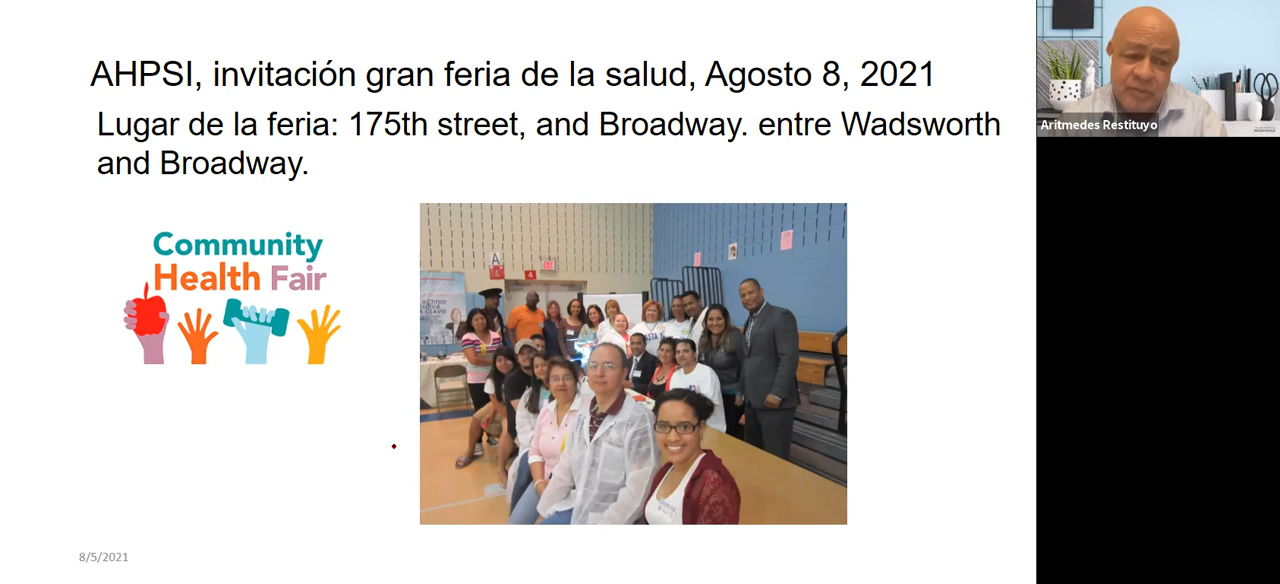 AHPSI, invitación gran feria de la salud, Agosto 8, 2021
Lugar de la feria: 175th street, and Broadway. entre Wadsworth
and Broadway.
Community
Health Fair
A
8/5/2021
Aritmedes Restituyo